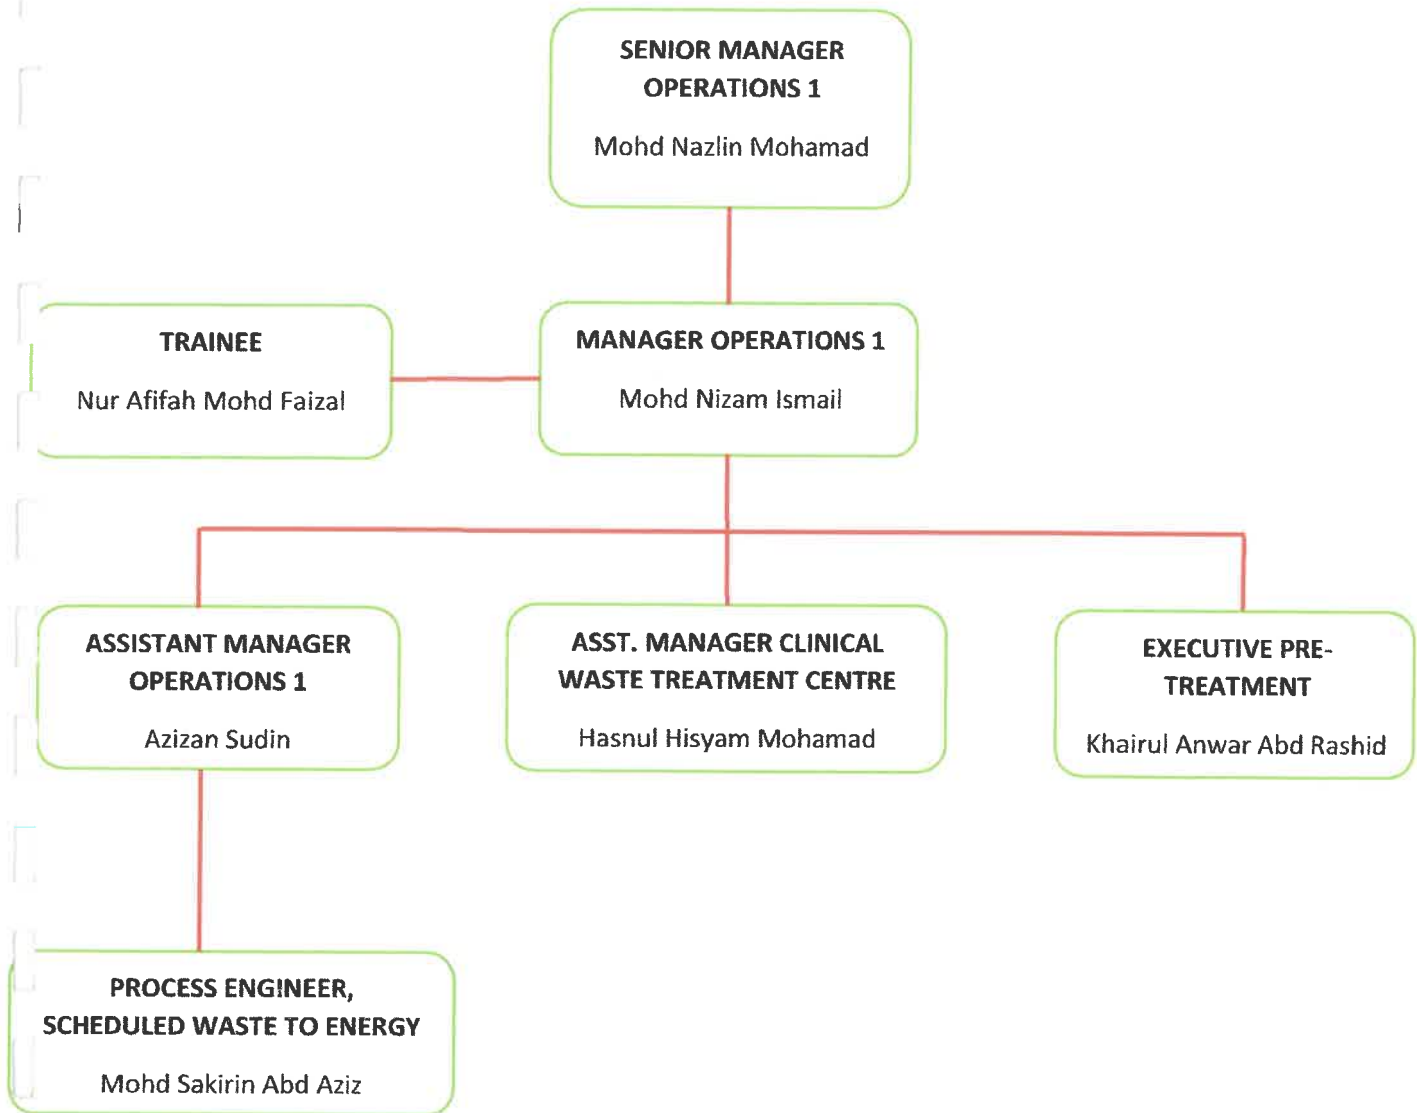 SENIOR MANAGER
OPERATIONS 1
Mohd Nazlin Mohamad
TRAINEE
Nur Afifah Mohd Faizal
MANAGER OPERATIONS 1
Mohd Nizam Ismail
ASSISTANT MANAGER
OPERATIONS 1
Azizan Sudin
ASST. MANAGER CLINICAL
WASTE TREATMENT CENTRE
Hasnul Hisyam Mohamad
EXECUTIVE PRE-
TREATMENT
Khairul Anwar Abd Rashid
PROCESS ENGINEER,
SCHEDULED WASTE TO ENERGY
Mohd Sakirin Abd Aziz